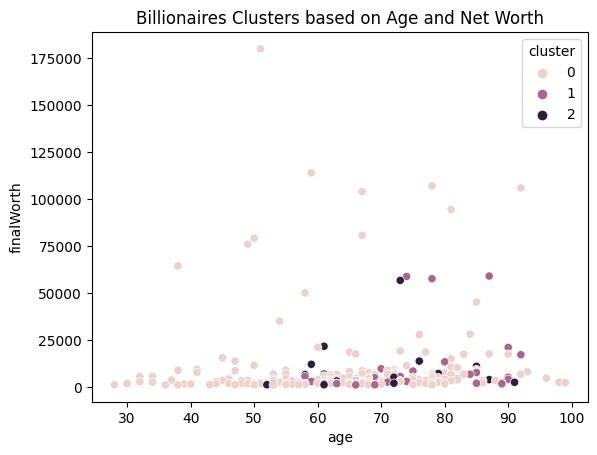 Billionaires Clusters based on Age and Net Worth
cluster
0
1
2
finalWorth
175000
150000
125000
100000
75000
50000
25000
0
30 40 50 60 70 80 90 100
age